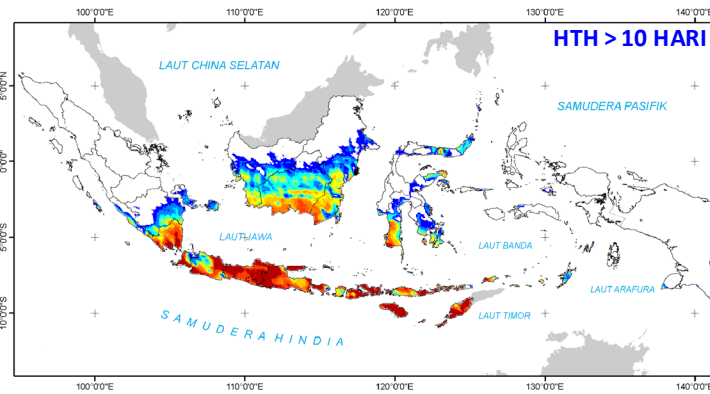 100°0'0"E 110°0'0"E 120°0'0"E 130°0'0"E 140°0'0"E
HTH > 10 HARI
LAUT CHINA SELATAN
5°0'0"N
SAMUDERA PASIFIK
0°0'0"
LAUT JAWA
5°0'0"S
LAUT BANDA
LAUT ARAFURA
10°0'0"S
LAUT TIMOR
SAMUDERA HINDIA
100°0'0"E 110°0'0"E 120°0'0"E 130°0'0"E 140°0'0"E